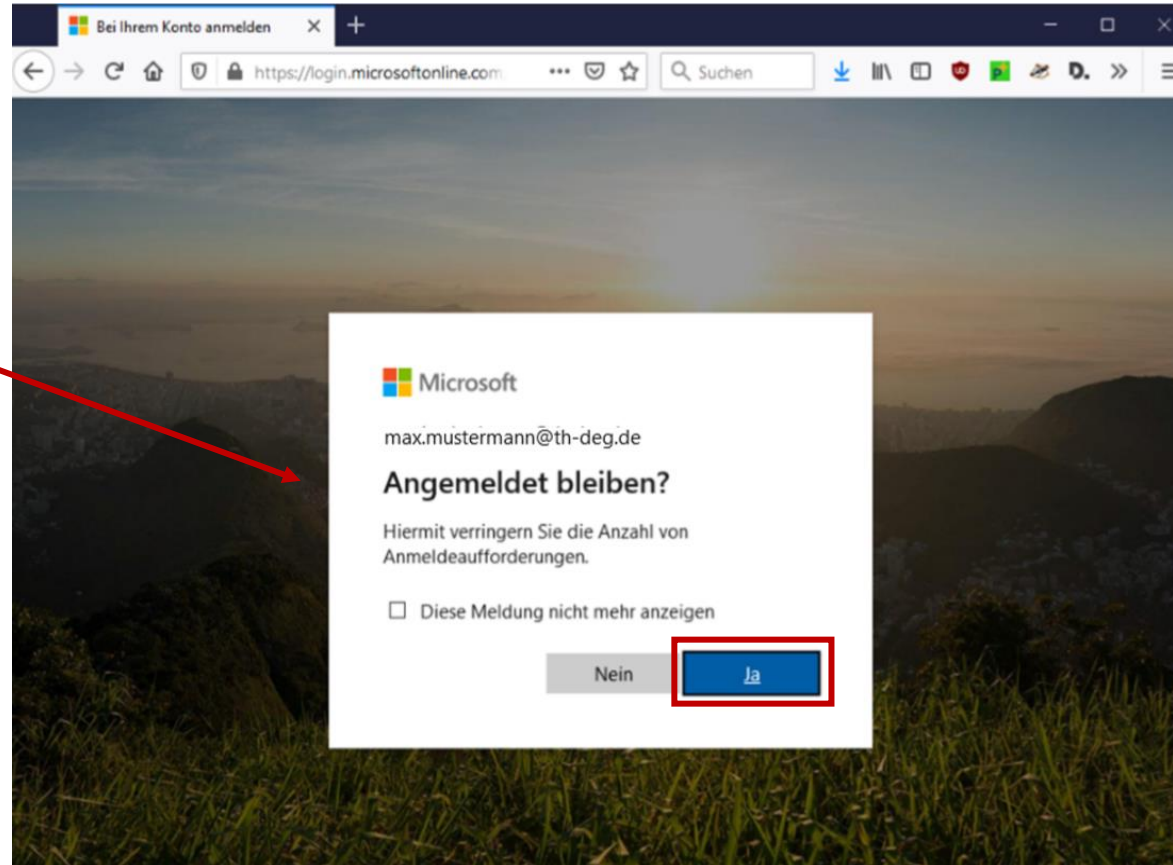 Bei Ihrem Konto anmelden
https://login.microsoftonline.com
Suchen
Microsoft
max.mustermann@th-deg.de
Angemeldet bleiben?
Hiermit verringern Sie die Anzahl von
Anmeldeaufforderungen.
Diese Meldung nicht mehr anzeigen
Nein
Ja